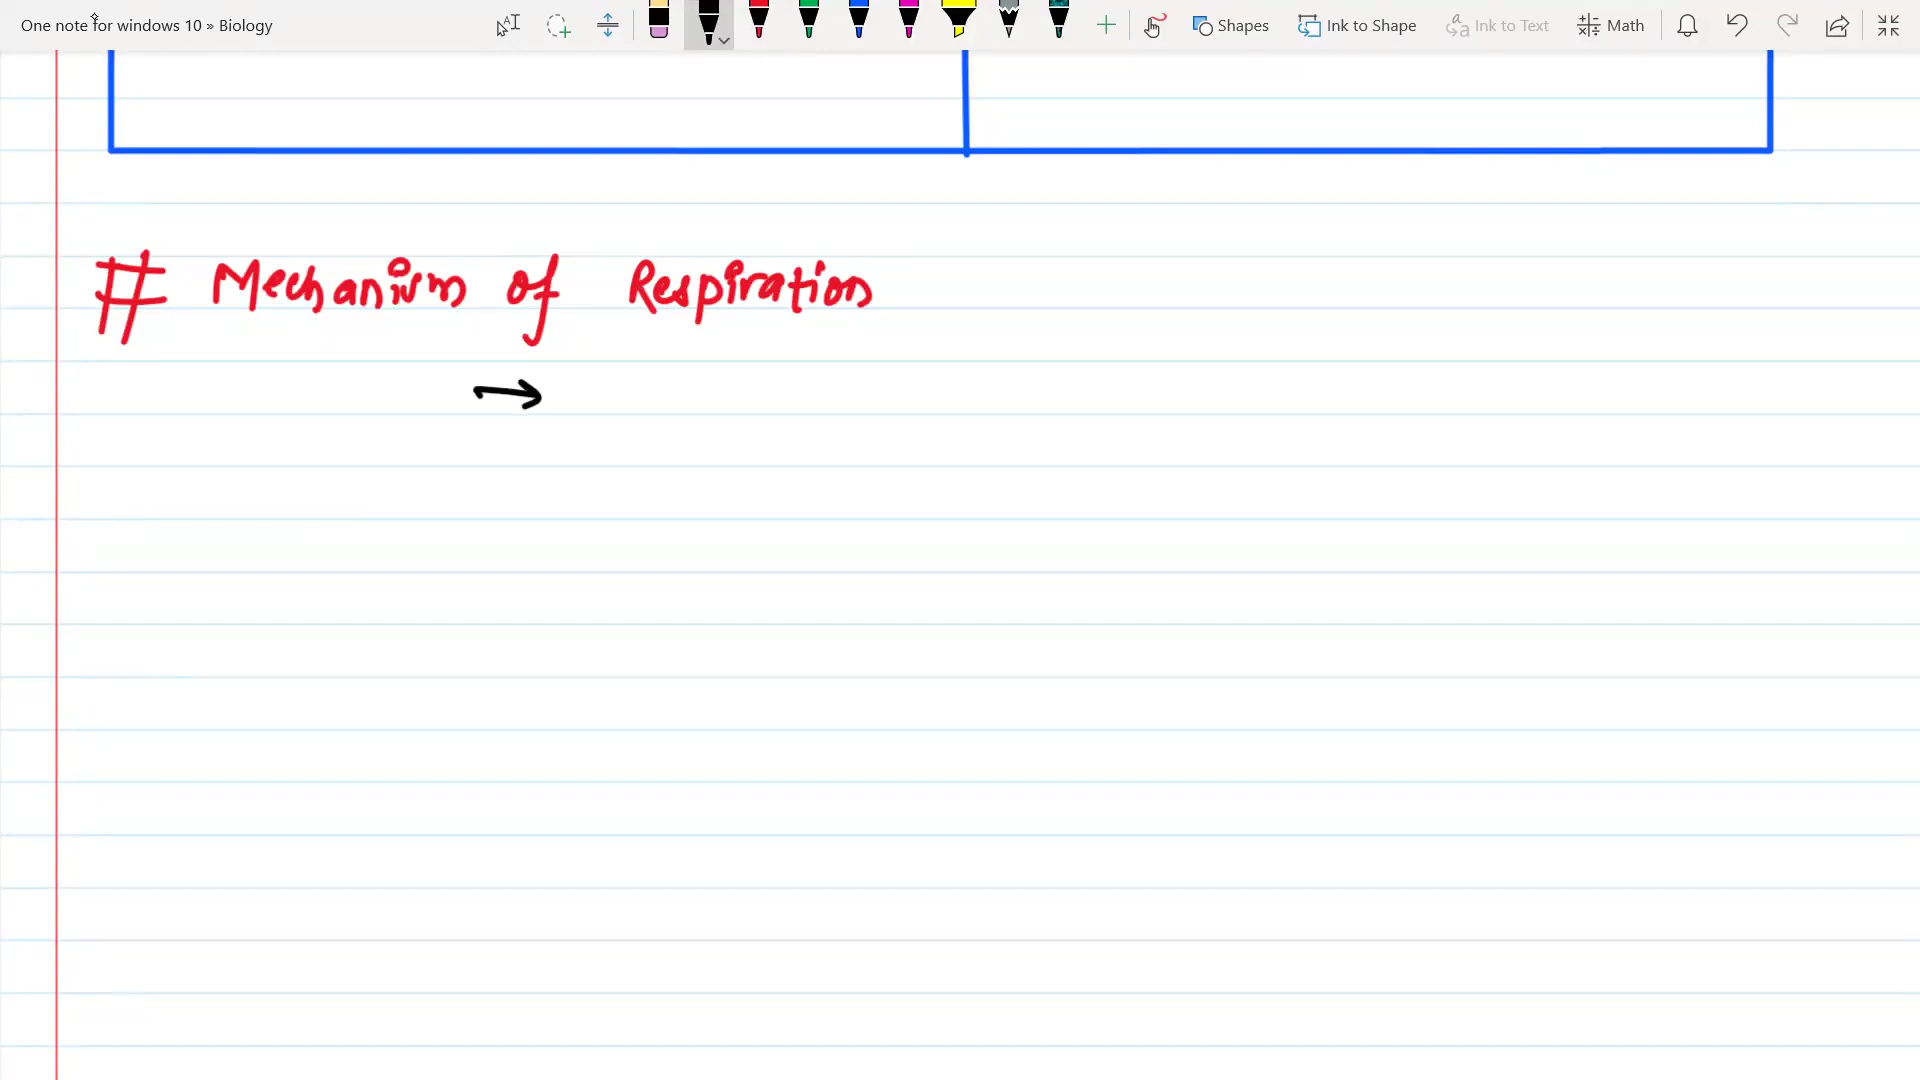 One note for windows 10 » Biology
Shapes
Ink to Shape
Ink to Text
Math
# Mechanism of Respiration
→